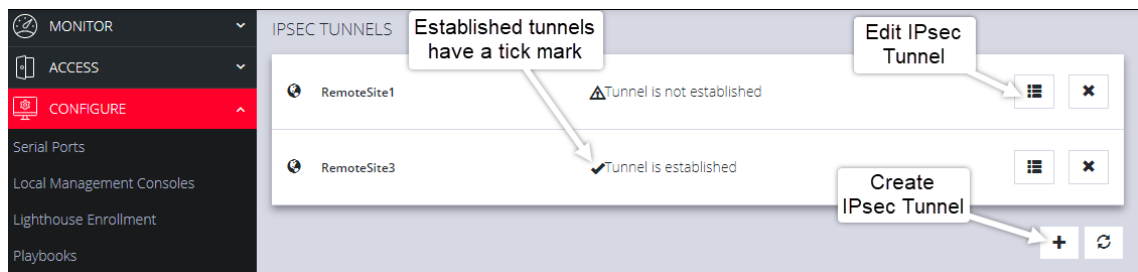 MONITOR
ACCESS
CONFIGURE
Serial Ports
Local Management Consoles
Lighthouse Enrollment
Playbooks
IPSEC TUNNELS
Established tunnels
have a tick mark
Edit IPsec
Tunnel
RemoteSite1
Tunnel is not established
RemoteSite3
Tunnel is established
Create
IPsec Tunnel